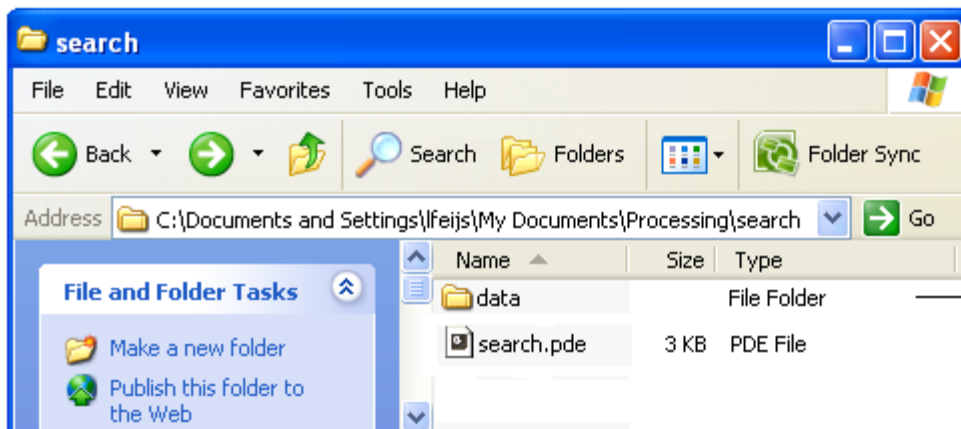 search
File Edit View Favorites Tools Help
Back Search Folders Folder Sync
Address C:\Documents and Settings\lfeijs\My Documents\Processing\search Go
Name Size Type
File and Folder Tasks
data File Folder
Make a new folder
search.pde 3 KB PDE File
Publish this folder to
the Web